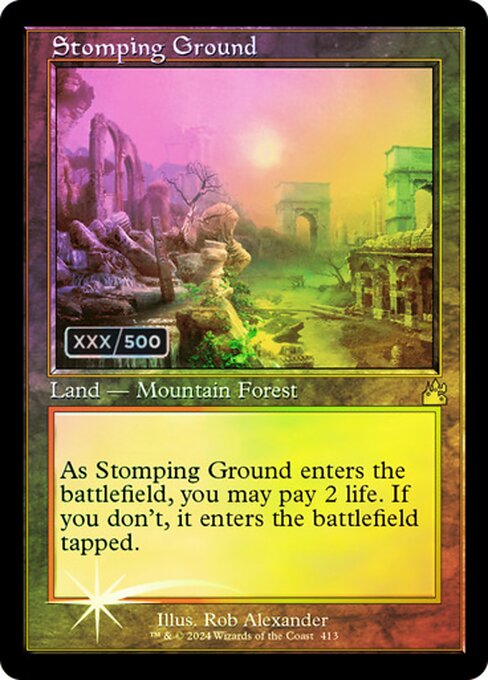 Stomping Ground
XXX/500
Land — Mountain Forest
As Stomping Ground enters the
battlefield, you may pay 2 life. If
you don't, it enters the battlefield
tapped.
Illus. Rob Alexander
™ & © 2024 Wizards of the Coast 413